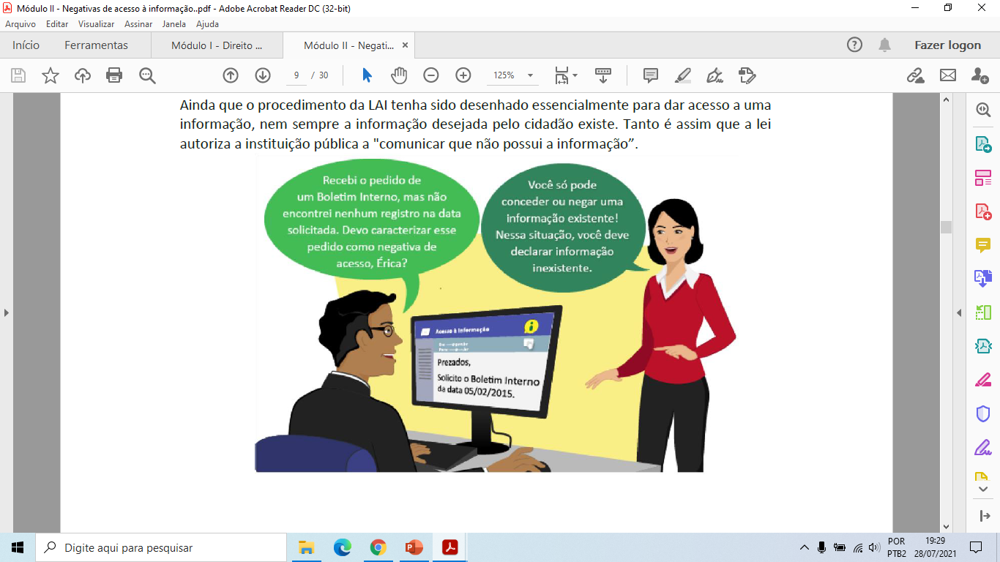 Módulo II - Negativas de acesso à informação..pdf - Adobe Acrobat Reader DC (32-bit)
Arquivo Editar Visualizar Assinar Janela Ajuda
Início Ferramentas Módulo I - Direito ... Módulo II - Negati... × Fazer logon
9 / 30 125%
Ainda que o procedimento da LAI tenha sido desenhado essencialmente para dar acesso a uma
informação, nem sempre a informação desejada pelo cidadão existe. Tanto é assim que a lei
autoriza a instituição pública a "comunicar que não possui a informação”.
Recebi o pedido de
um Boletim Interno, mas não
encontrei nenhum registro na data
solicitada. Devo caracterizar esse
pedido como negativa de
acesso, Érica?
Você só pode
conceder ou negar uma
informação existente!
Nessa situação, você deve
declarar informação
inexistente.
Acesso à Informação
Prezados,
Solicito o Boletim Interno
da data 05/02/2015.
Digite aqui para pesquisar
POR
PTB2
19:29
28/07/2021